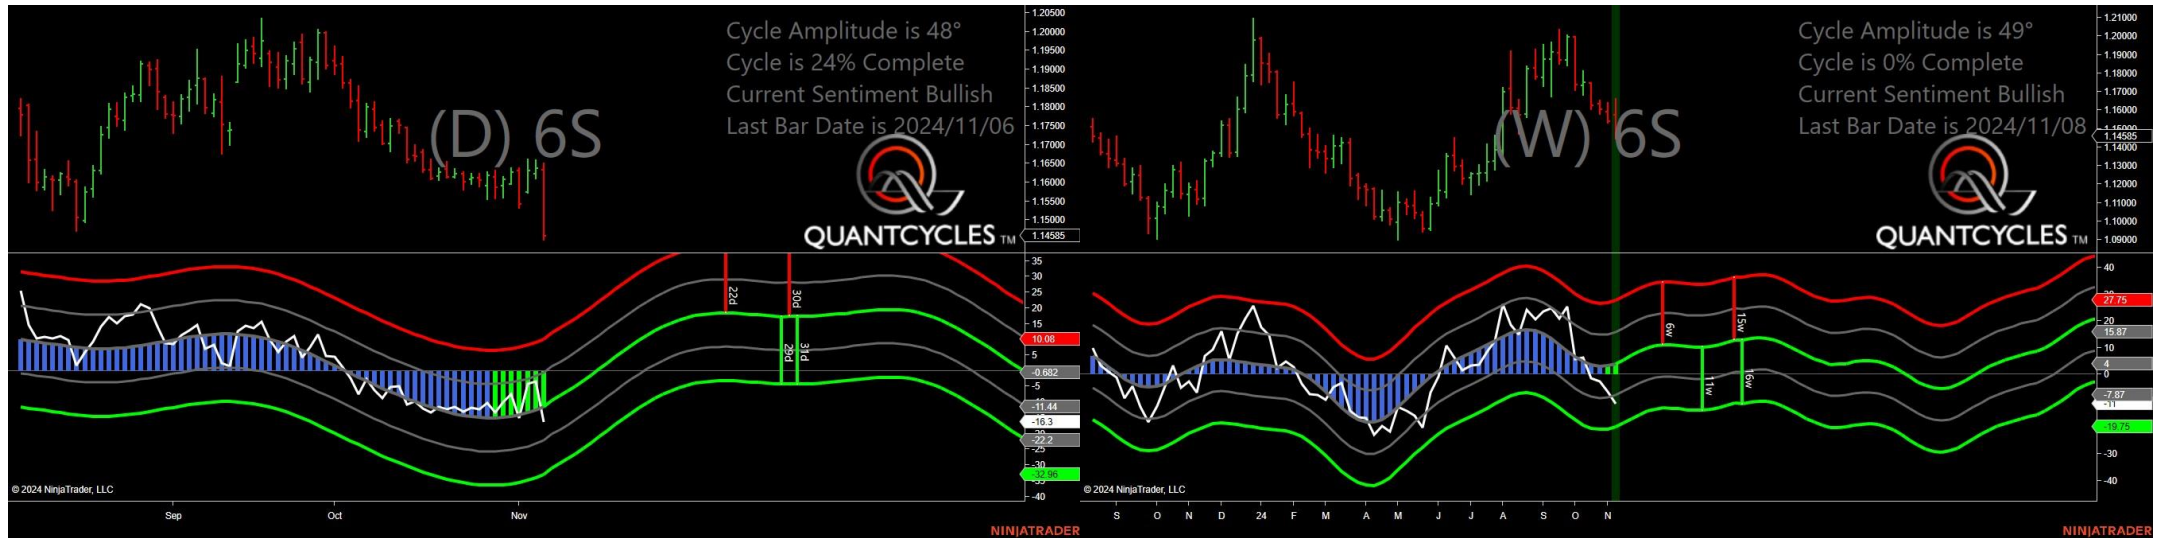 Cycle Amplitude is 48°
Cycle is 24% Complete
Current Sentiment Bullish
Last Bar Date is 2024/11/06
(D) 6S
QUANTCYCLES TM
1.20500
1.20000
1.19500
1.19000
1.18500
1.18000
1.17500
1.17000
1.16500
1.16000
1.15500
1.15000
1.14585
35
30
25
20
15
10.08
5
-0.682
-5
-11.44
-16.3
-22.2
-25
-30
-32.96
-40
22d
30d
29d
31d
© 2024 NinjaTrader, LLC
Sep Oct Nov
NINJATRADER
Cycle Amplitude is 49°
Cycle is 0% Complete
Current Sentiment Bullish
Last Bar Date is 2024/11/08
(W) 6S
QUANTCYCLES TM
1.21000
1.20000
1.19000
1.18000
1.17000
1.16000
1.14585
1.14000
1.13000
1.12000
1.11000
1.10000
1.09000
40
27.75
20
15.87
10
4
0
-7.87
-11
-19.75
-30
-40
6w
15w
11w
16w
© 2024 NinjaTrader, LLC
S O N D 24 F M A M J J A S O N
NINJATRADER